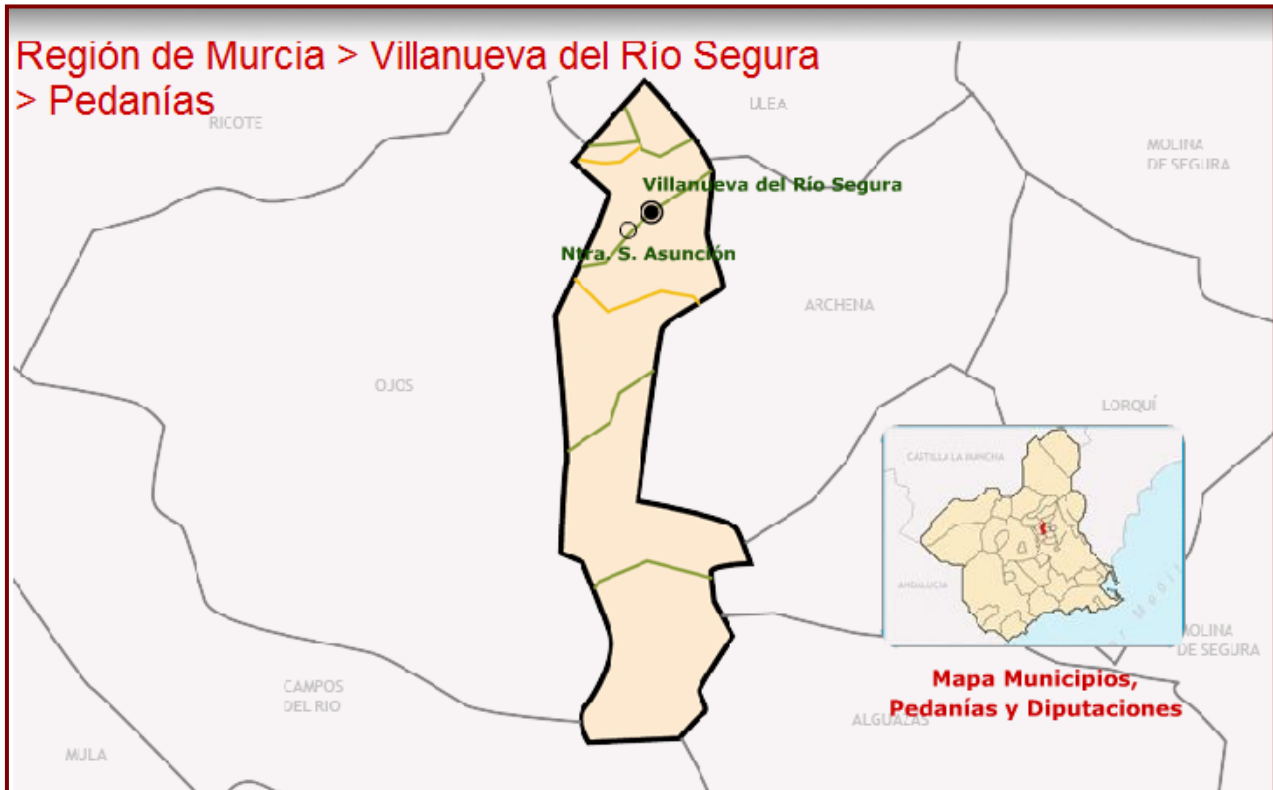 Región de Murcia > Villanueva del Río Segura
> Pedanías
RICOTE
ULEA
MOLINA
DE SEGURA
Villanueva del Río Segura
Ntra. S. Asunción
ARCHENA
OJOS
LORQUÍ
CASTILLA LA MANCHA
ANDALUCIA
MOLINA
DE SEGURA
CAMPOS
DEL RIO
Mapa Municipios,
Pedanías y Diputaciones
ALGUAZAS
MULA